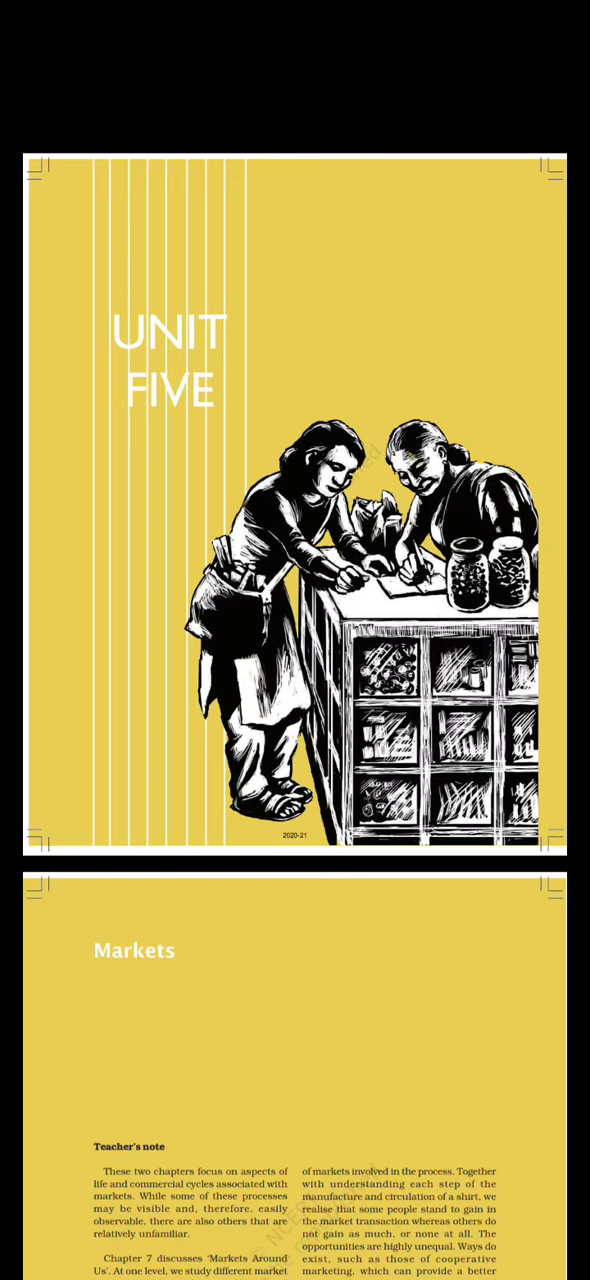 UNIT
FIVE
2020-21
Markets
Teacher's note
These two chapters focus on aspects of
life and commercial cycles associated with
markets. While some of these processes
may be visible and, therefore, easily
observable, there are also others that are
relatively unfamiliar.
Chapter 7 discusses ‘Markets Around
Us’. At one level, we study different market
of markets involved in the process. Together
with understanding each step of the
manufacture and circulation of a shirt, we
realise that some people stand to gain in
the market transaction whereas others do
not gain as much, or none at all. The
opportunities are highly unequal. Ways do
exist, such as those of cooperative
marketing, which can provide a better